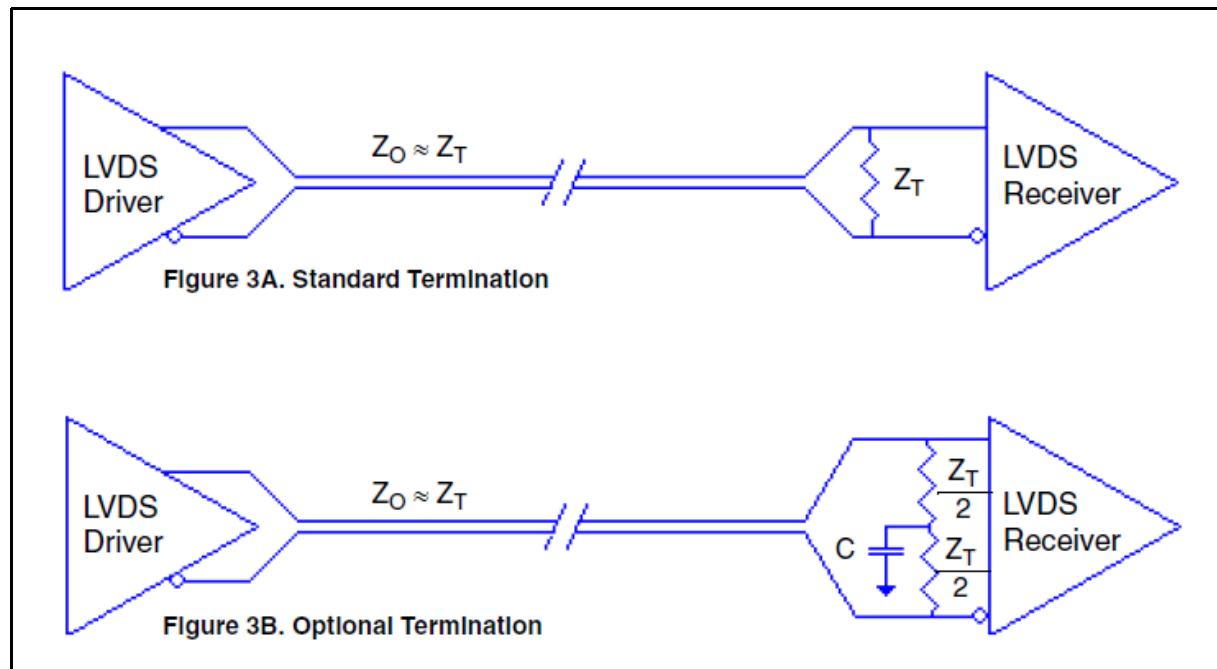 LVDS
Driver
Z_O ≈ Z_T
Z_T
LVDS
Receiver
Figure 3A. Standard Termination
LVDS
Driver
Z_O ≈ Z_T
C
Z_T
2
Z_T
2
LVDS
Receiver
Figure 3B. Optional Termination